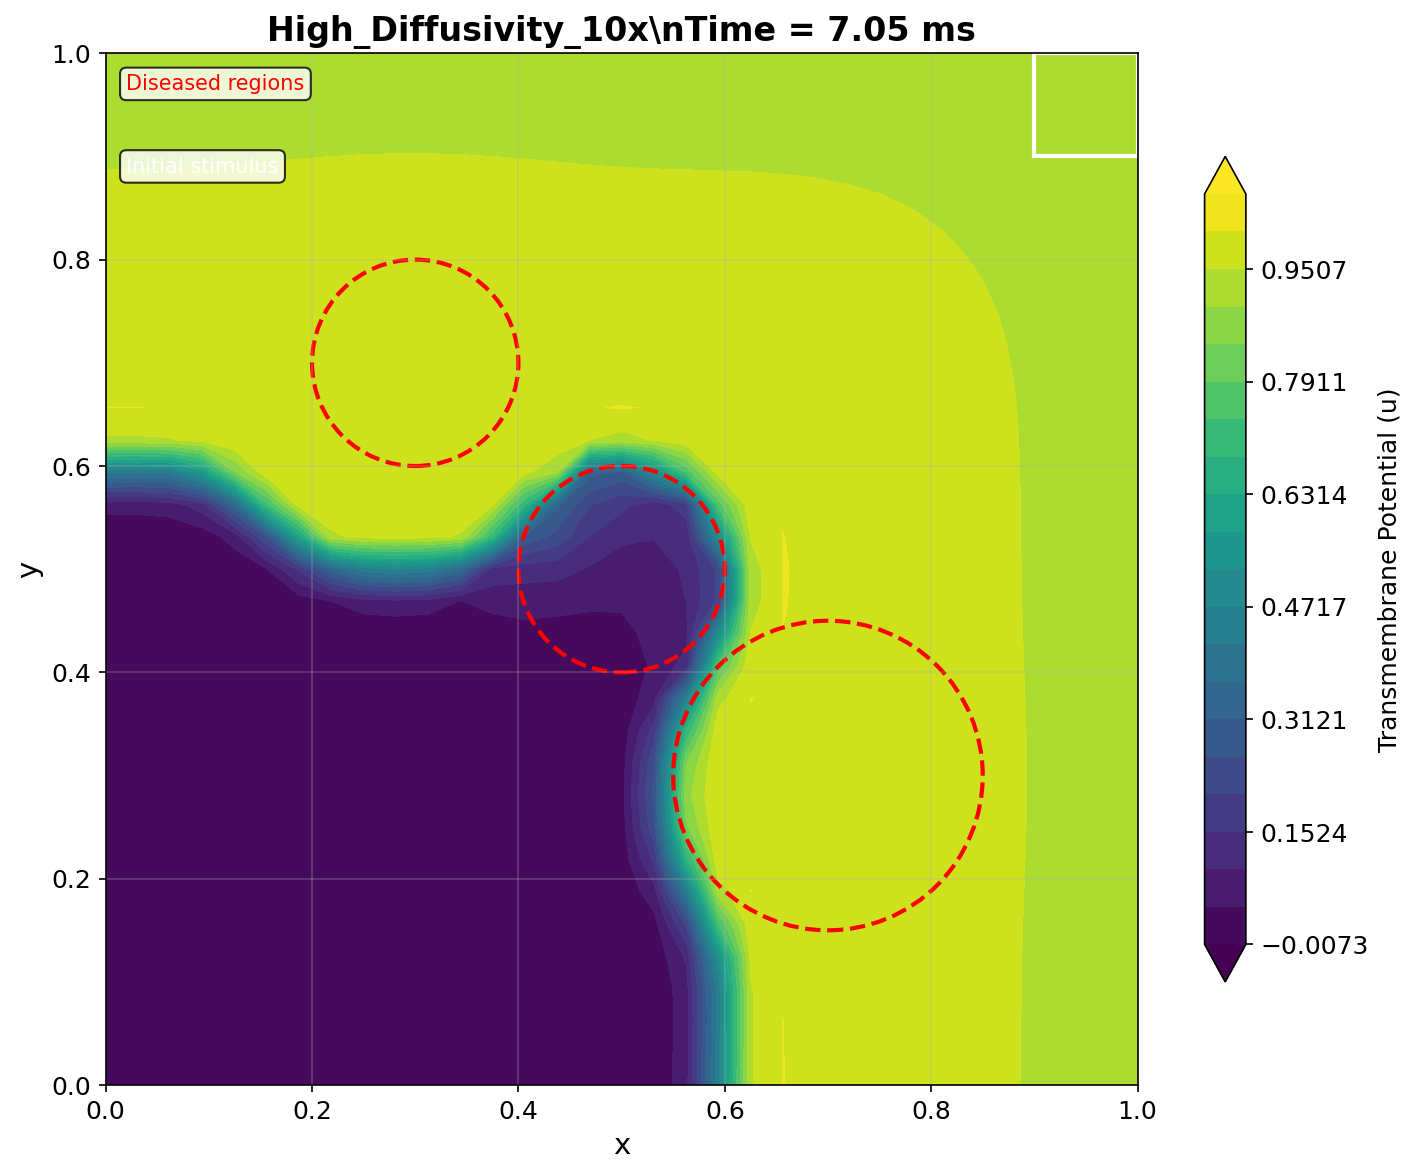 High_Diffusivity_10x\nTime = 7.05 ms
Diseased regions
Initial stimulus
1.0
0.8
0.6
0.4
0.2
0.0
y
0.0 0.2 0.4 0.6 0.8 1.0
x
0.9507
0.7911
0.6314
0.4717
0.3121
0.1524
−0.0073
Transmembrane Potential (u)